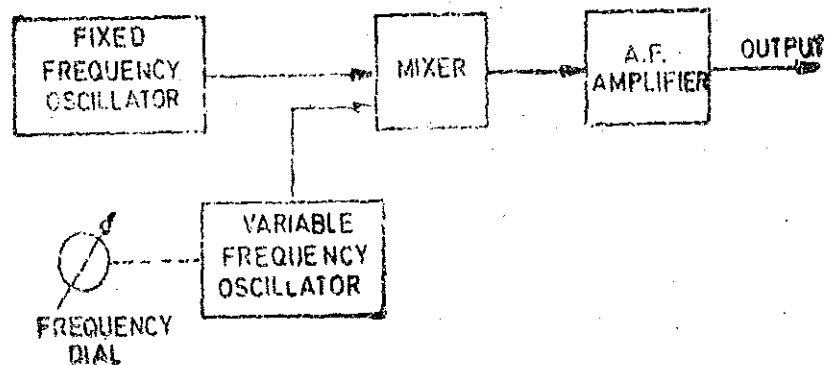 FIXED
FREQUENCY
OSCILLATOR
MIXER
A.F.
AMPLIFIER
OUTPUT
VARIABLE
FREQUENCY
OSCILLATOR
FREQUENCY
DIAL